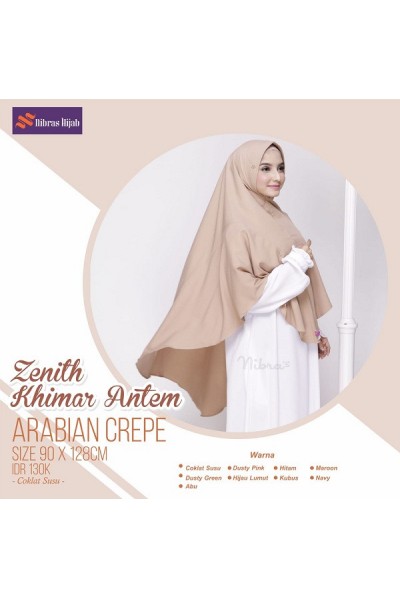 Nibras Hijab
Zenith
Khimar Antem
ARABIAN CREPE
SIZE 90 X 128CM
IDR 130K
- Coklat Susu -
nibras
Warna
Coklat Susu
Dusty Pink
Hitam
Maroon
Dusty Green
Hijau Lumut
Kubus
Navy
Abu